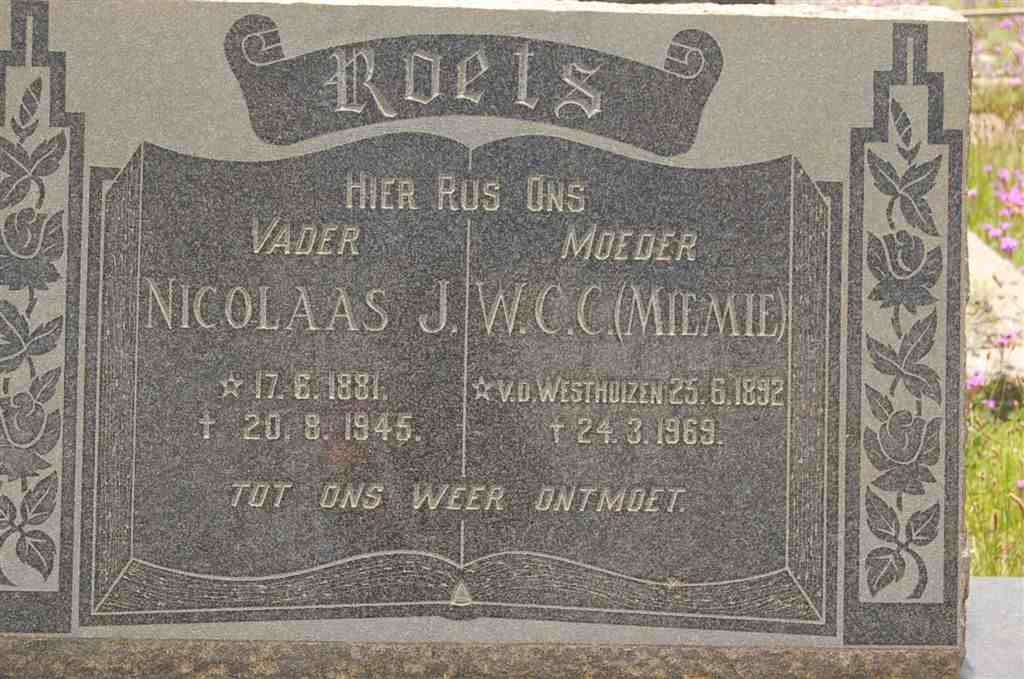 Roets
HIER RUS ONS
VADER MOEDER
NICOLAAS J. W.C.C.(MIEMIE)
☆ 17. 6. 1881. ☆ V.D. WESTHUIZEN 25.6.1892
† 20. 8. 1945. † 24. 3. 1969.
TOT ONS WEER ONTMOET.